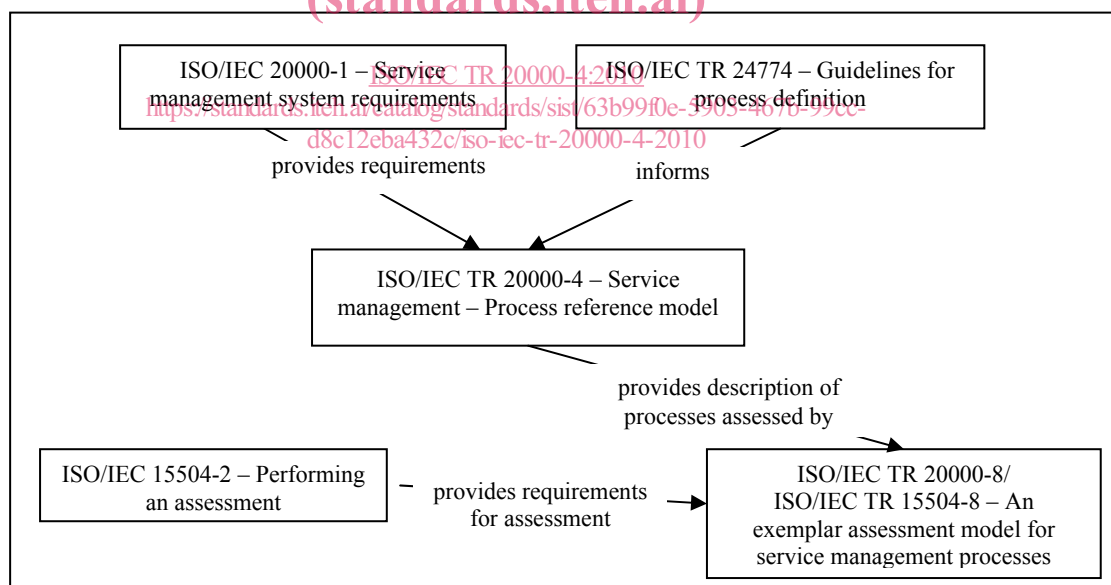 (standards.iteh.ai)
ISO/IEC 20000-1 – Service
management system requirements
ISO/IEC TR 24774 – Guidelines for
process definition
ISO/IEC TR 20000-4:2010
https://standards.iteh.ai/catalog/standards/sist/63b99f0e-5905-467b-99cc-
d8c12eba432c/iso-iec-tr-20000-4-2010
provides requirements
informs
ISO/IEC TR 20000-4 – Service
management – Process reference model
provides description of
processes assessed by
ISO/IEC 15504-2 – Performing
an assessment
provides requirements
for assessment
ISO/IEC TR 20000-8/
ISO/IEC TR 15504-8 – An
exemplar assessment model for
service management processes